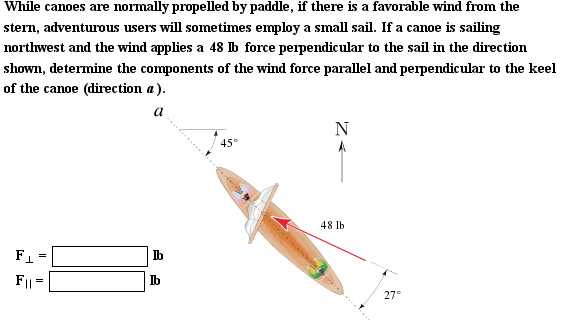 While canoes are normally propelled by paddle, if there is a favorable wind from the
stern, adventurous users will sometimes employ a small sail. If a canoe is sailing
northwest and the wind applies a 48 lb force perpendicular to the sail in the direction
shown, determine the components of the wind force parallel and perpendicular to the keel
of the canoe (direction a).
a
N
45°
48 lb
F⊥ = lb
F|| = lb
27°